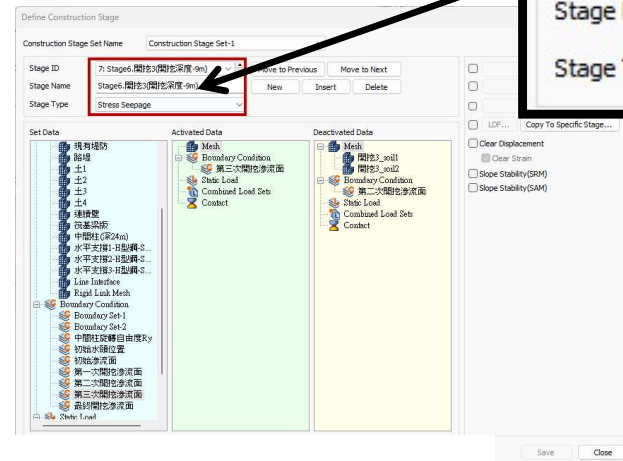 Define Construction Stage
Stage
Stage
Construction Stage Set Name Construction Stage Set-1
Stage ID 7: Stage6.開挖3(開挖深度-9m) Move to Previous Move to Next
Stage Name Stage6.開挖3(開挖深度-9m) New Insert Delete
Stage Type Stress Seepage
LDF... Copy To Specific Stage...
Clear Displacement
Clear Strain
Slope Stability(SRM)
Slope Stability(SAM)
Set Data
現有堤防
路堤
土1
土2
土3
土4
連續壁
筏基梁版
中間柱(深24m)
水平支撐1-H型鋼-S...
水平支撐2-H型鋼-S...
水平支撐3-H型鋼-S...
Line Interface
Rigid Link Mesh
Boundary Condition
Boundary Set-1
Boundary Set-2
中間柱旋轉自由度Ry
初始水頭位置
初始滲流面
第一次開挖滲流面
第二次開挖滲流面
第三次開挖滲流面
最終開挖滲流面
Static Load
Activated Data
Mesh
Boundary Condition
第三次開挖滲流面
Static Load
Combined Load Sets
Contact
Deactivated Data
Mesh
開挖3_soil1
開挖3_soil2
Boundary Condition
第二次開挖滲流面
Static Load
Combined Load Sets
Contact
Save Close